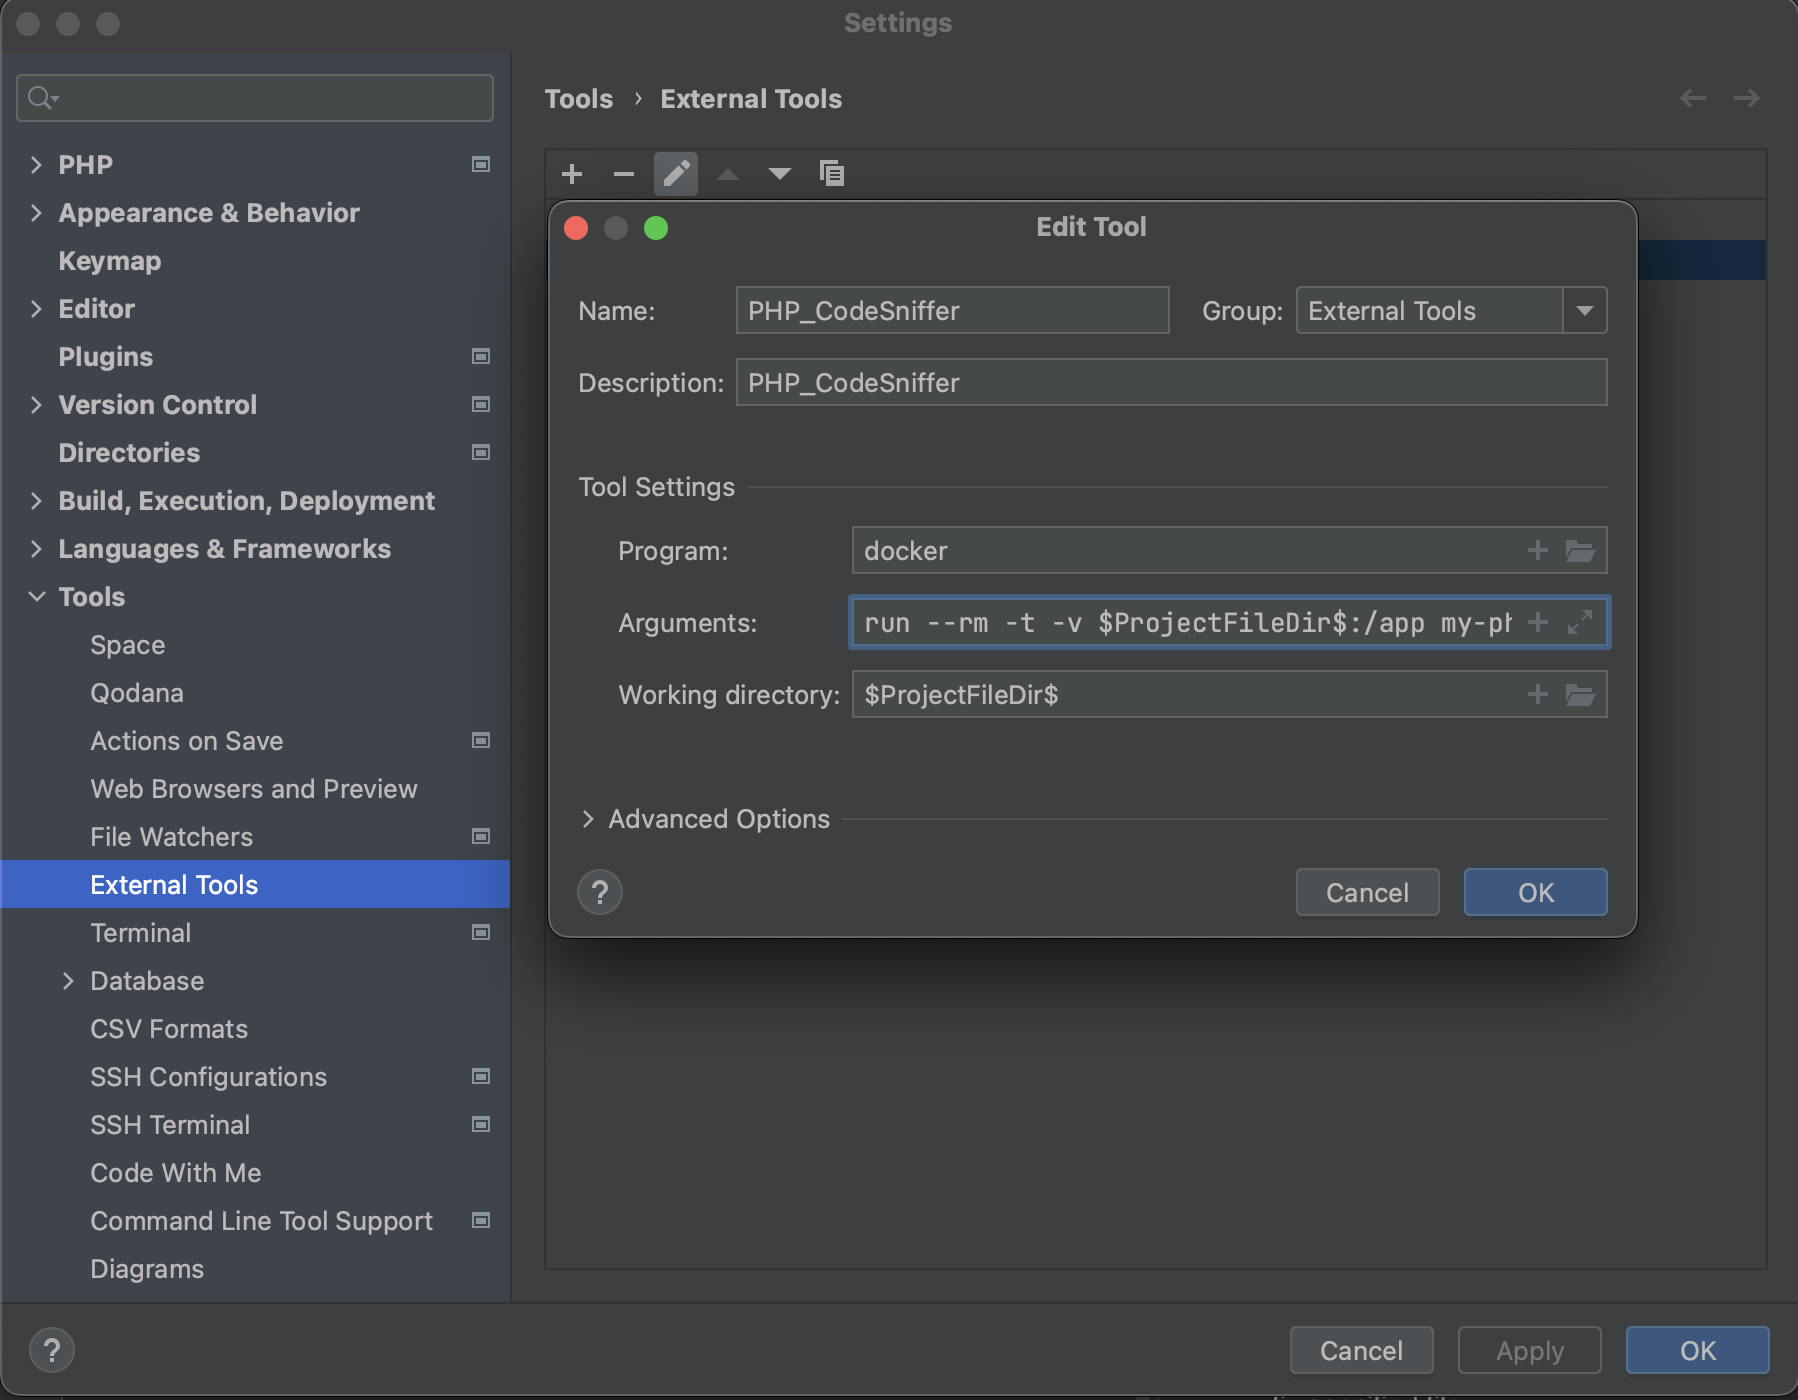 Settings
Tools › External Tools
PHP
Appearance & Behavior
Keymap
Editor
Plugins
Version Control
Directories
Build, Execution, Deployment
Languages & Frameworks
Tools
Space
Qodana
Actions on Save
Web Browsers and Preview
File Watchers
External Tools
Terminal
Database
CSV Formats
SSH Configurations
SSH Terminal
Code With Me
Command Line Tool Support
Diagrams
Edit Tool
Name: PHP_CodeSniffer Group: External Tools
Description: PHP_CodeSniffer
Tool Settings
Program: docker
Arguments: run --rm -t -v $ProjectFileDir$:/app my-ph
Working directory: $ProjectFileDir$
Advanced Options
? Cancel OK
? Cancel Apply OK